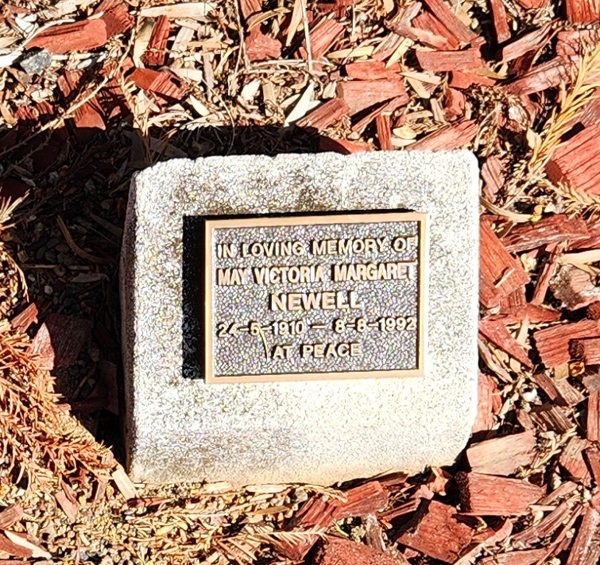 IN LOVING MEMORY OF
MAY VICTORIA MARGARET
NEWELL
24-5-1910 — 8-8-1992
AT PEACE